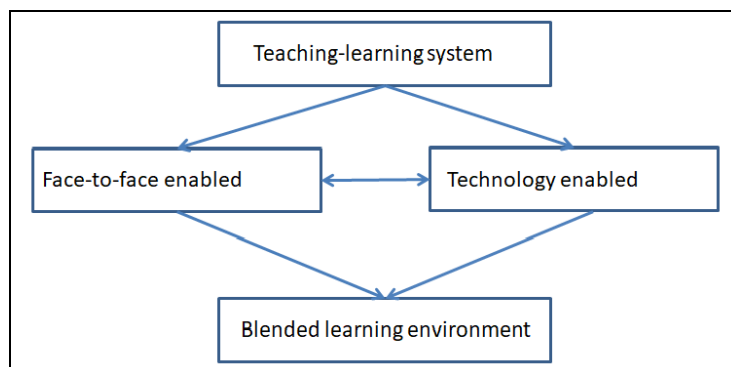 Teaching-learning system
Face-to-face enabled
Technology enabled
Blended learning environment